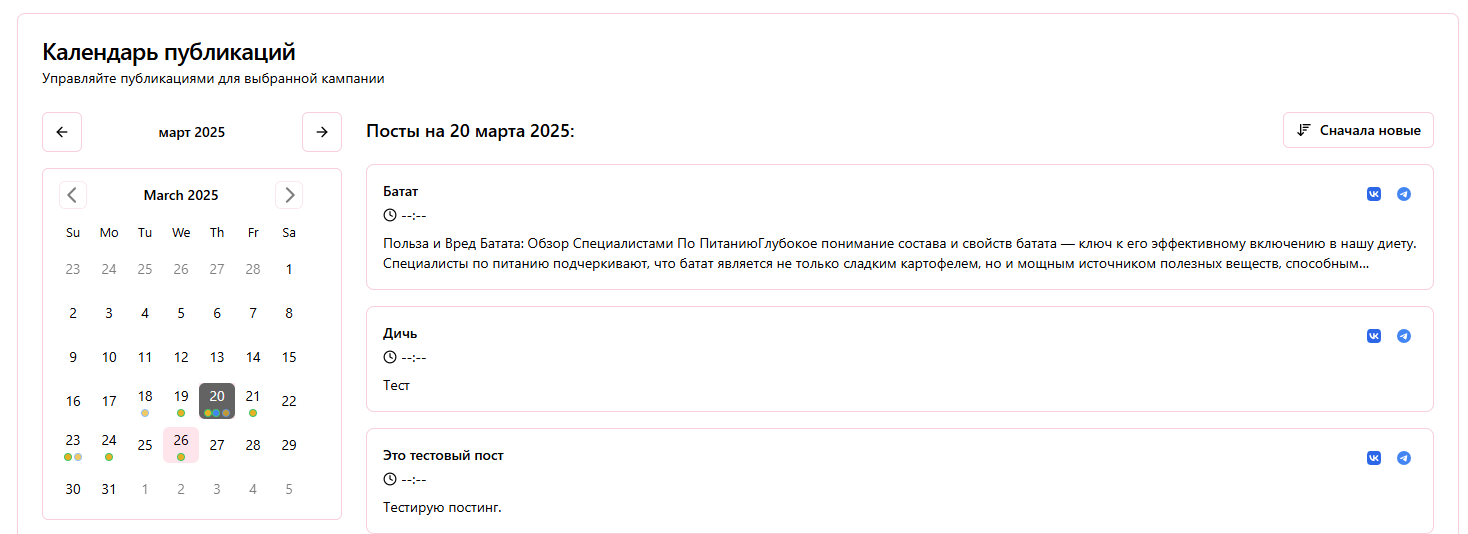 Календарь публикаций
Управляйте публикациями для выбранной кампании
март 2025
March 2025
Su Mo Tu We Th Fr Sa
23 24 25 26 27 28 1
2 3 4 5 6 7 8
9 10 11 12 13 14 15
16 17 18 19 20 21 22
23 24 25 26 27 28 29
30 31 1 2 3 4 5
Посты на 20 марта 2025:
Сначала новые
Батат
--:--
Польза и Вред Батата: Обзор Специалистами По ПитаниюГлубокое понимание состава и свойств батата — ключ к его эффективному включению в нашу диету.
Специалисты по питанию подчеркивают, что батат является не только сладким картофелем, но и мощным источником полезных веществ, способным...
Дичь
--:--
Тест
Это тестовый пост
--:--
Тестирую постинг.